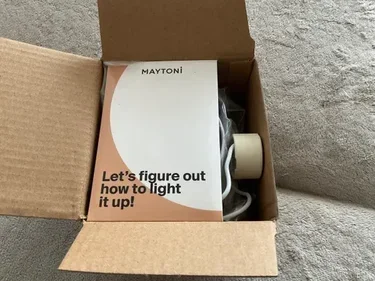 MAYTONi
Let's figure out
how to light
it up!